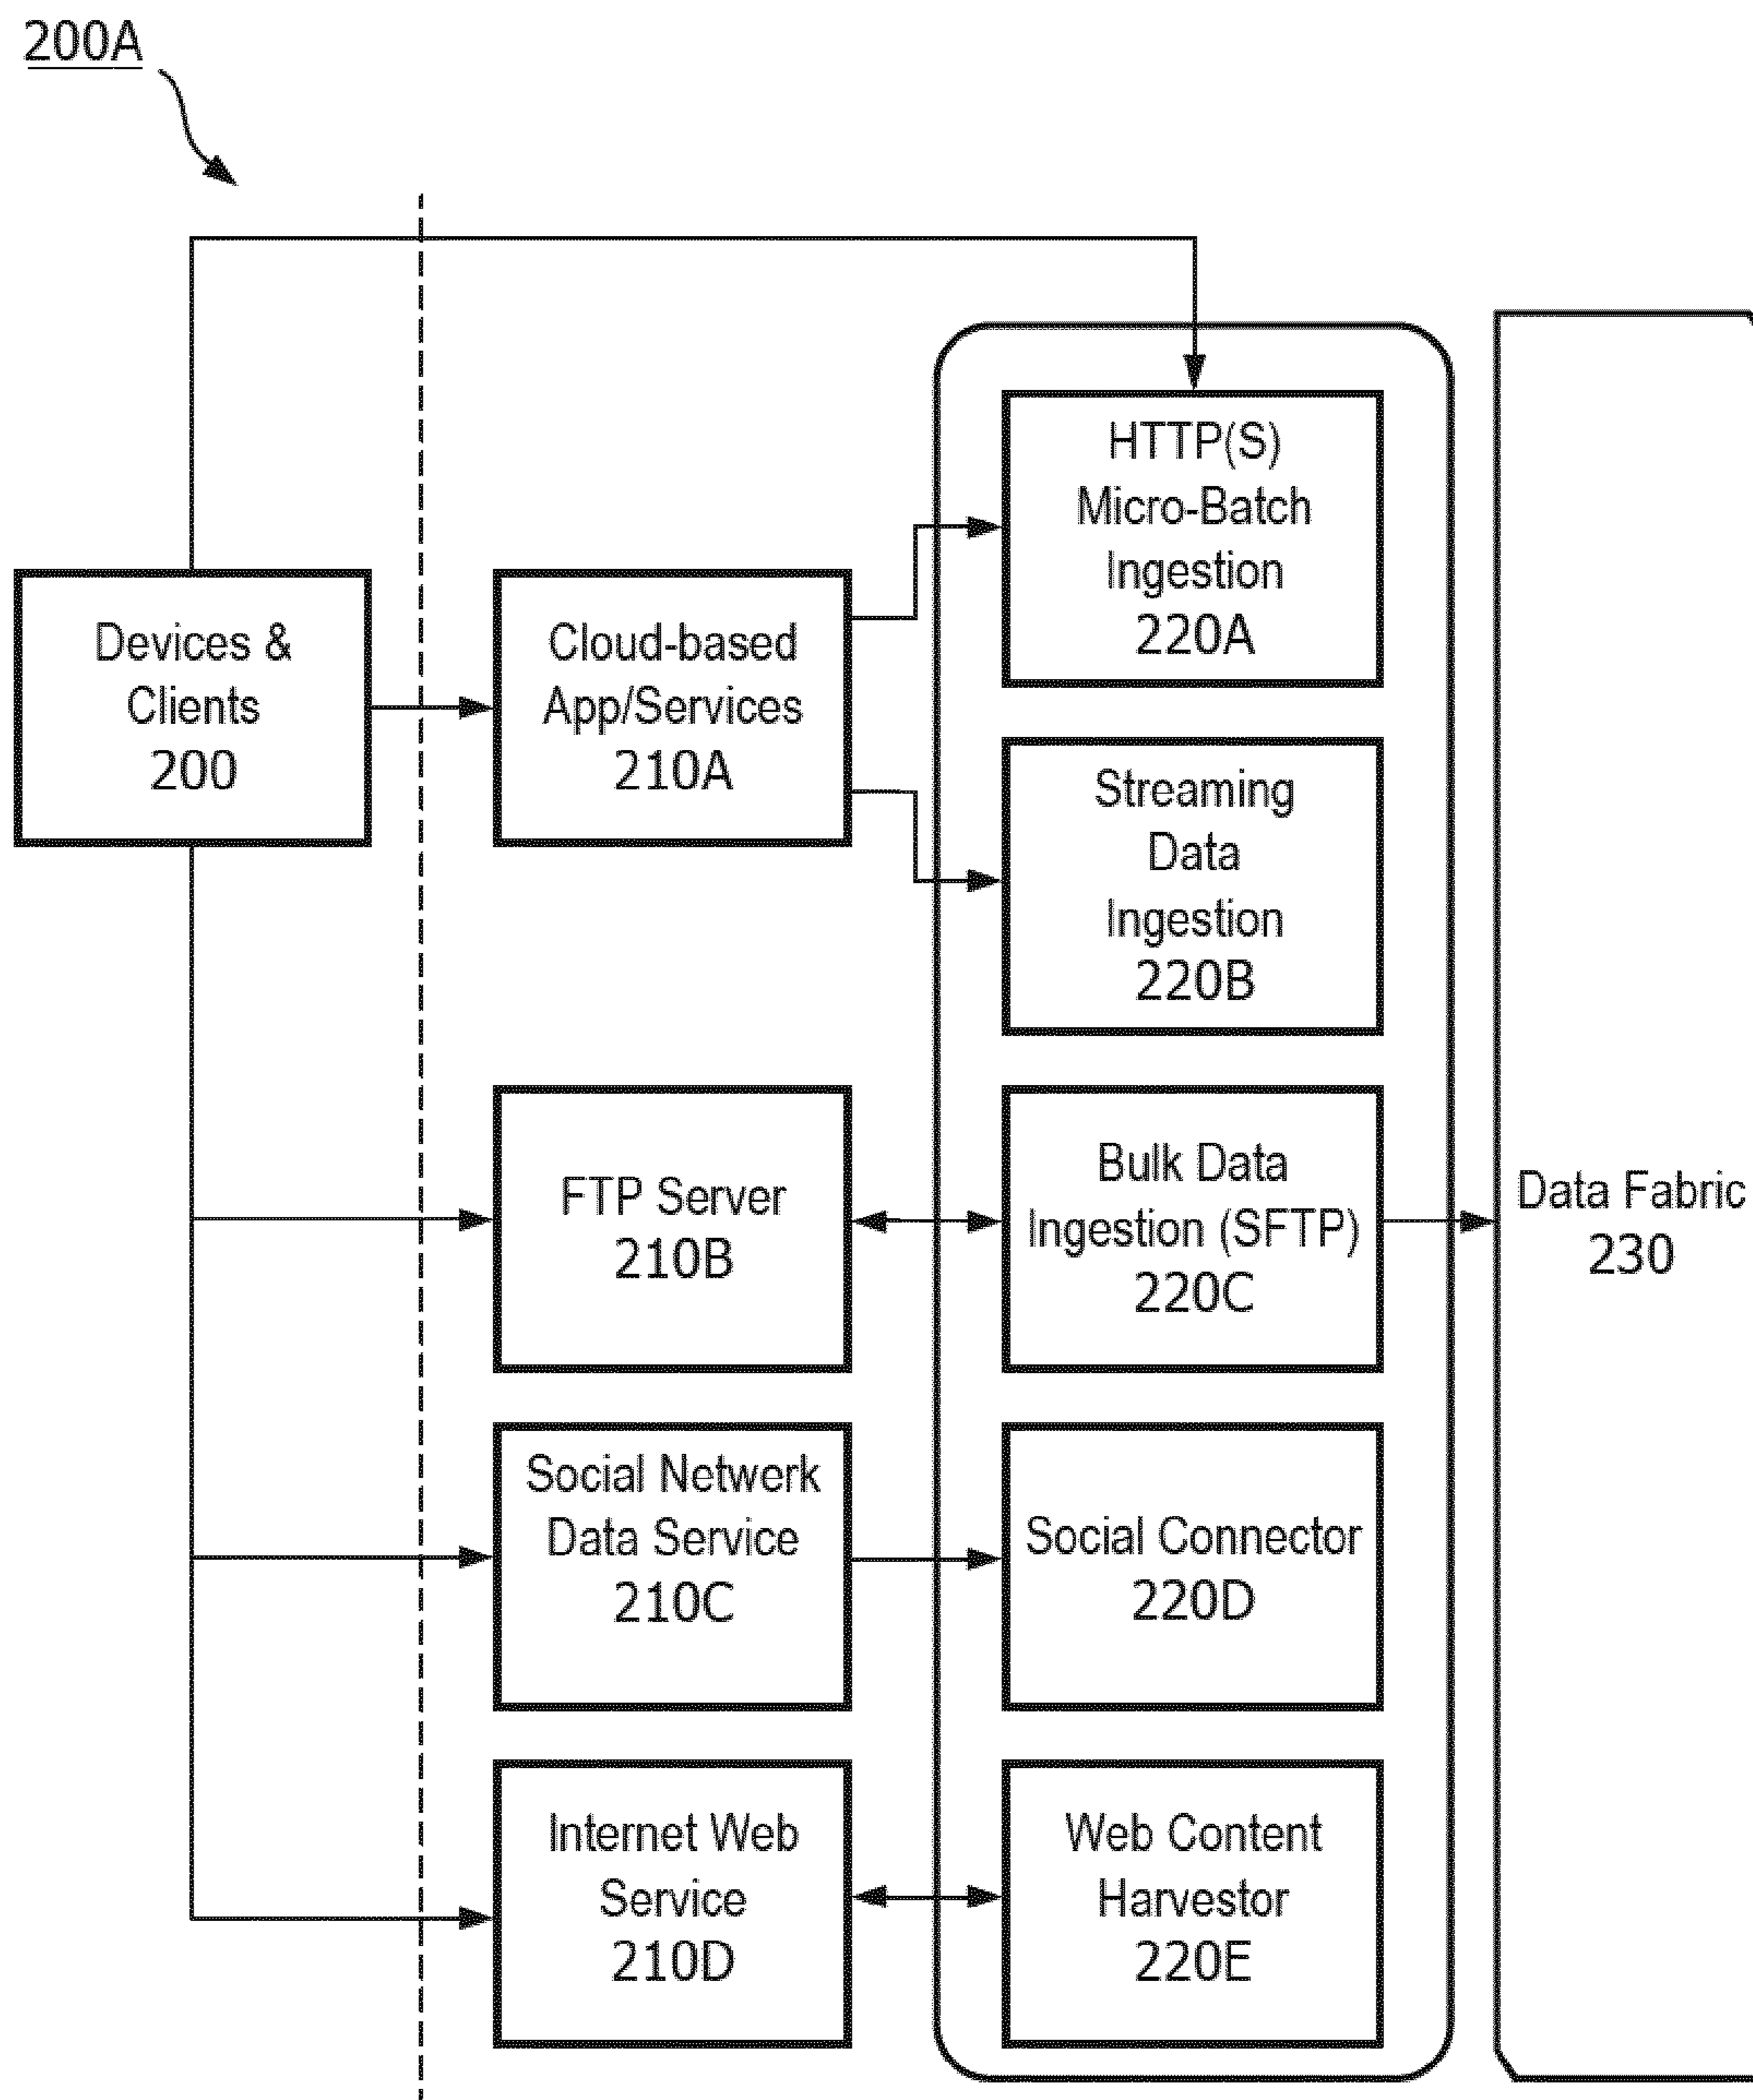 200A
Devices &
Clients
200
Cloud-based
App/Services
210A
HTTP(S)
Micro-Batch
Ingestion
220A
Streaming
Data
Ingestion
220B
FTP Server
210B
Bulk Data
Ingestion (SFTP)
220C
Data Fabric
230
Social Netwerk
Data Service
210C
Social Connector
220D
Internet Web
Service
210D
Web Content
Harvestor
220E